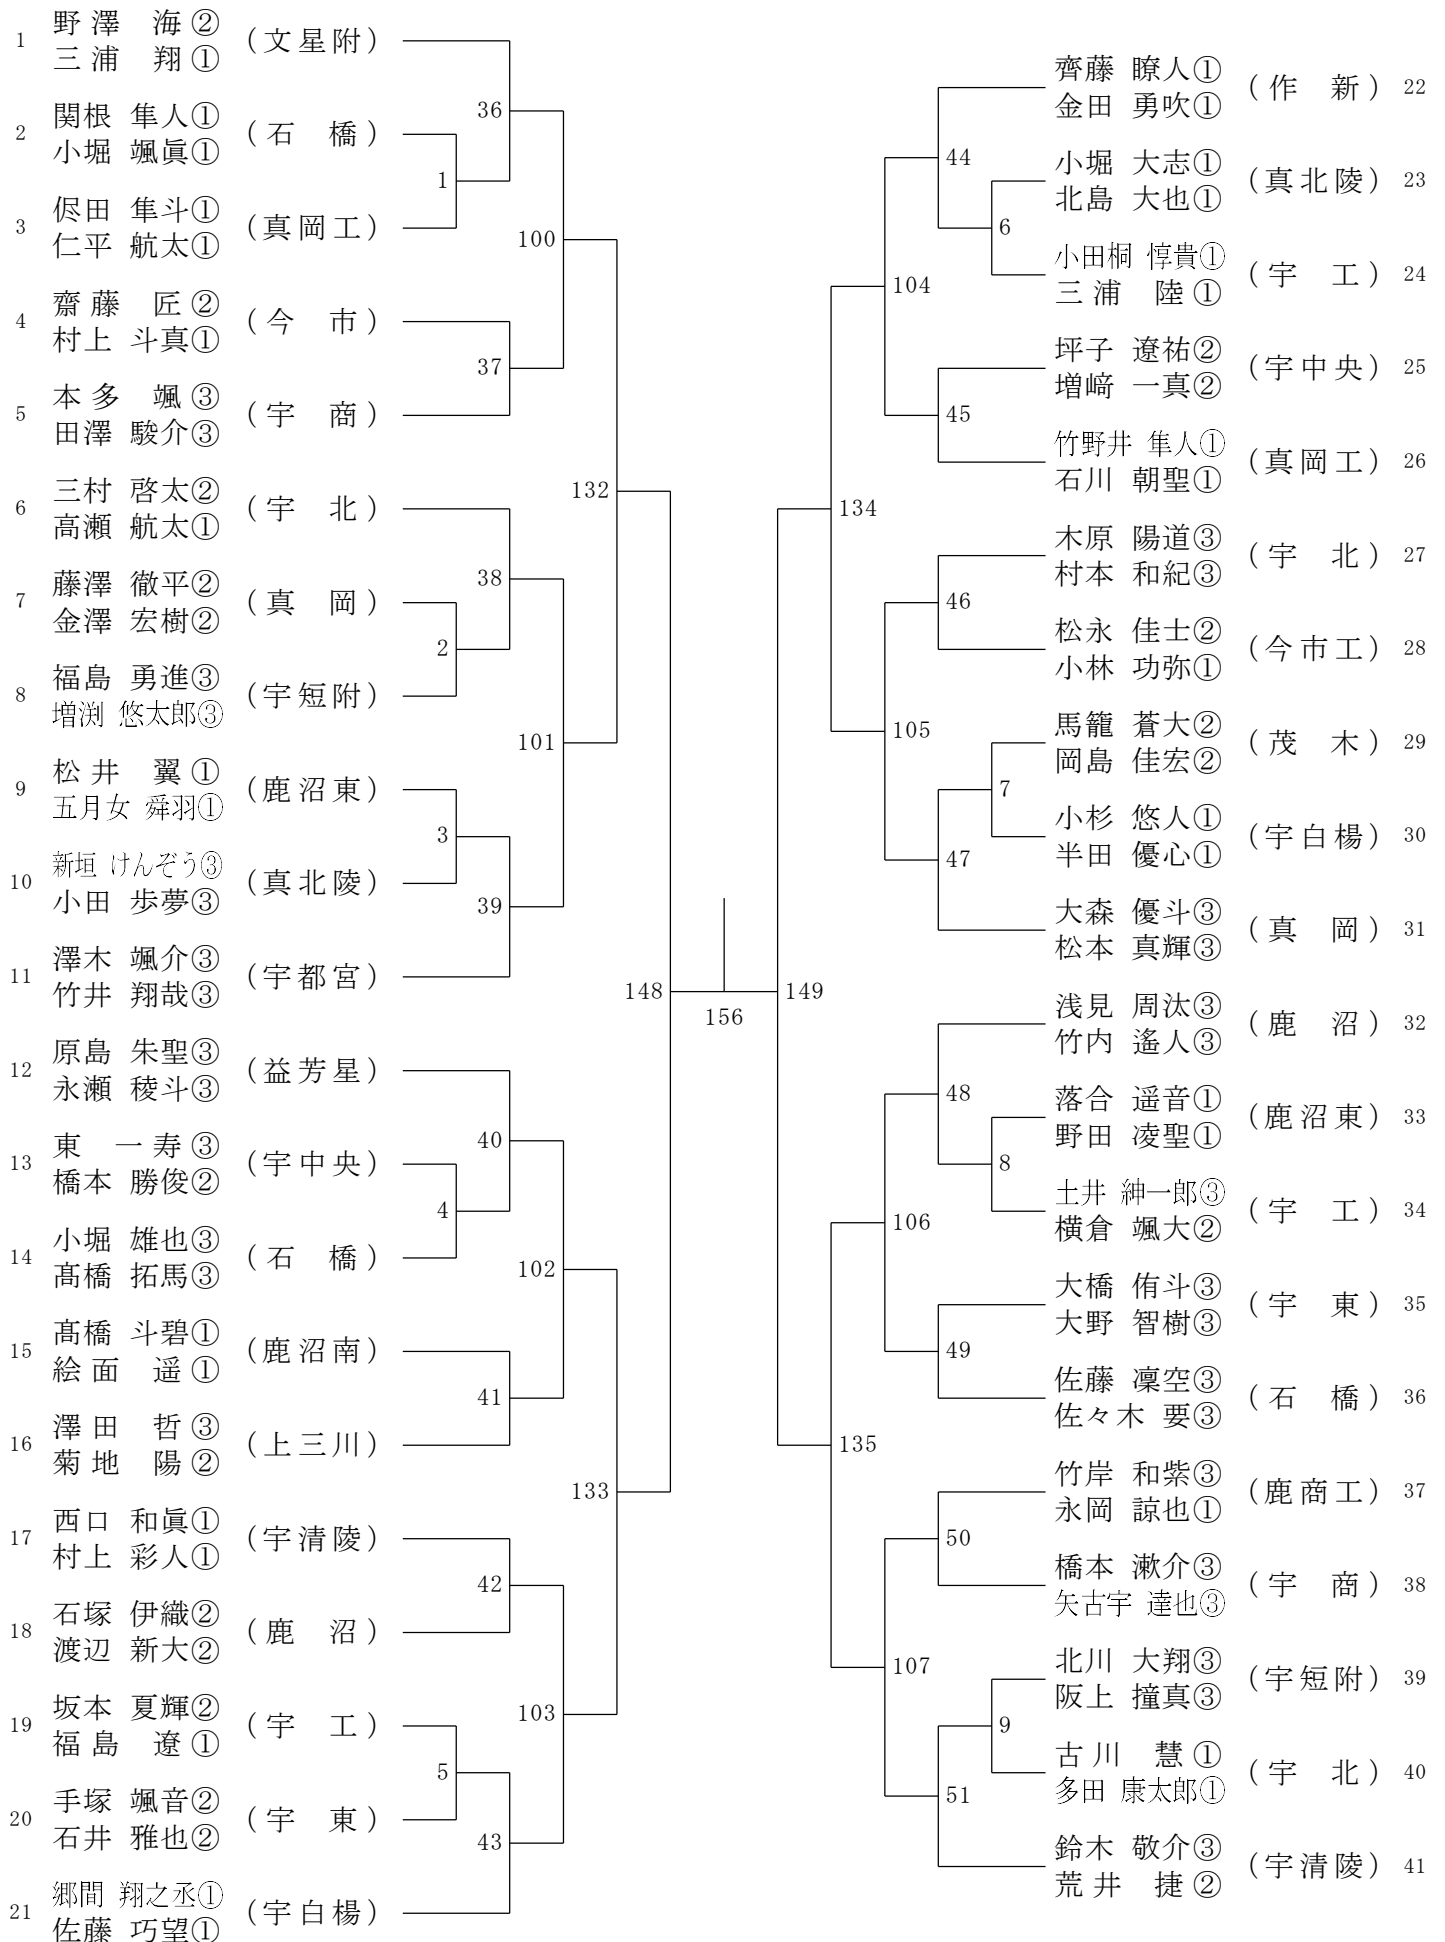 1 野澤 海② (文星附)
三浦 翔①
2 関根 隼人① (石 橋)
小堀 颯眞①
3 俣田 隼斗① (真岡工)
仁平 航太①
4 齋藤 匠② (今 市)
村上 斗真①
5 本多 颯③ (宇 商)
田澤 駿介③
6 三村 啓太② (宇 北)
高瀬 航太①
7 藤澤 徹平② (真 岡)
金澤 宏樹②
8 福島 勇進③ (宇短附)
増渕 悠太郎③
9 松井 翼① (鹿沼東)
五月女 舜羽①
10 新垣 けんぞう③ (真北陵)
小田 歩夢③
11 澤木 颯介③ (宇都宮)
竹井 翔哉③
12 原島 朱聖③ (益芳星)
永瀬 稜斗③
13 東 一寿③ (宇中央)
橋本 勝俊②
14 小堀 雄也③ (石 橋)
髙橋 拓馬③
15 髙橋 斗碧① (鹿沼南)
絵面 遥①
16 澤田 哲③ (上三川)
菊地 陽②
17 西口 和眞① (宇清陵)
村上 彩人①
18 石塚 伊織② (鹿 沼)
渡辺 新大②
19 坂本 夏輝② (宇 工)
福島 遼①
20 手塚 颯音② (宇 東)
石井 雅也②
21 郷間 翔之丞① (宇白楊)
佐藤 巧望①
36
1
100
37
132
38
2
101
3
39
148
40
4
102
41
133
42
103
5
43
156
149
44
6
104
45
134
46
105
7
47
48
8
106
49
135
50
107
9
51
齊藤 瞭人① (作 新) 22
金田 勇吹①
小堀 大志① (真北陵) 23
北島 大也①
小田桐 惇貴① (宇 工) 24
三浦 陸①
坪子 遼祐② (宇中央) 25
増﨑 一真②
竹野井 隼人① (真岡工) 26
石川 朝聖①
木原 陽道③ (宇 北) 27
村本 和紀③
松永 佳士② (今市工) 28
小林 功弥①
馬籠 蒼大② (茂 木) 29
岡島 佳宏②
小杉 悠人① (宇白楊) 30
半田 優心①
大森 優斗③ (真 岡) 31
松本 真輝③
浅見 周汰③ (鹿 沼) 32
竹内 遙人③
落合 遥音① (鹿沼東) 33
野田 凌聖①
土井 紳一郎③ (宇 工) 34
横倉 颯大②
大橋 侑斗③ (宇 東) 35
大野 智樹③
佐藤 凜空③ (石 橋) 36
佐々木 要③
竹岸 和紫③ (鹿商工) 37
永岡 諒也①
橋本 漱介③ (宇 商) 38
矢古宇 達也③
北川 大翔③ (宇短附) 39
阪上 撞真③
古川 慧① (宇 北) 40
多田 康太郎①
鈴木 敬介③ (宇清陵) 41
荒井 捷②